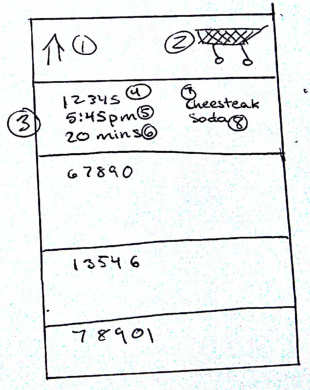 ① ②
③ 12345 ④ ⑦ Cheesteak
5:45pm ⑤ Soda ⑧
20 mins ⑥
67890
13546
78901